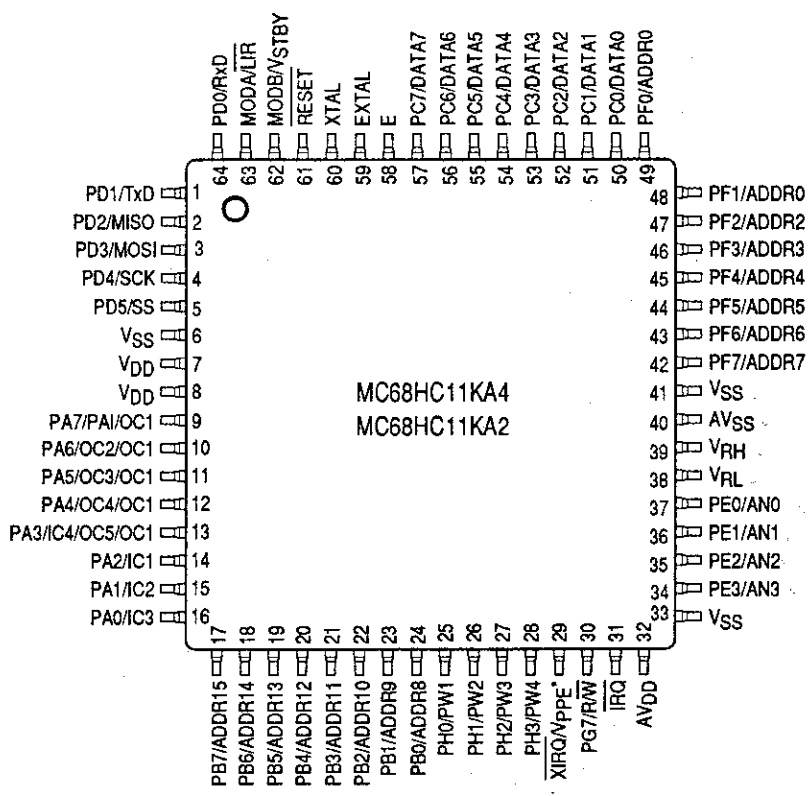 PD0/RxD
MODA/LIR
MODB/VSTBY
RESET
XTAL
EXTAL
E
PC7/DATA7
PC6/DATA6
PC5/DATA5
PC4/DATA4
PC3/DATA3
PC2/DATA2
PC1/DATA1
PC0/DATA0
PF0/ADDR0
64 63 62 61 60 59 58 57 56 55 54 53 52 51 50 49
PD1/TxD 1
PD2/MISO 2
PD3/MOSI 3
PD4/SCK 4
PD5/SS 5
VSS 6
VDD 7
VDD 8
PA7/PAI/OC1 9
PA6/OC2/OC1 10
PA5/OC3/OC1 11
PA4/OC4/OC1 12
PA3/IC4/OC5/OC1 13
PA2/IC1 14
PA1/IC2 15
PA0/IC3 16
MC68HC11KA4
MC68HC11KA2
48 PF1/ADDR0
47 PF2/ADDR2
46 PF3/ADDR3
45 PF4/ADDR4
44 PF5/ADDR5
43 PF6/ADDR6
42 PF7/ADDR7
41 VSS
40 AVSS
39 VRH
38 VRL
37 PE0/AN0
36 PE1/AN1
35 PE2/AN2
34 PE3/AN3
33 VSS
17 18 19 20 21 22 23 24 25 26 27 28 29 30 31 32
PB7/ADDR15
PB6/ADDR14
PB5/ADDR13
PB4/ADDR12
PB3/ADDR11
PB2/ADDR10
PB1/ADDR9
PB0/ADDR8
PH0/PW1
PH1/PW2
PH2/PW3
PH3/PW4
XIRQ/VPPE*
PG7/R/W
IRQ
AVDD